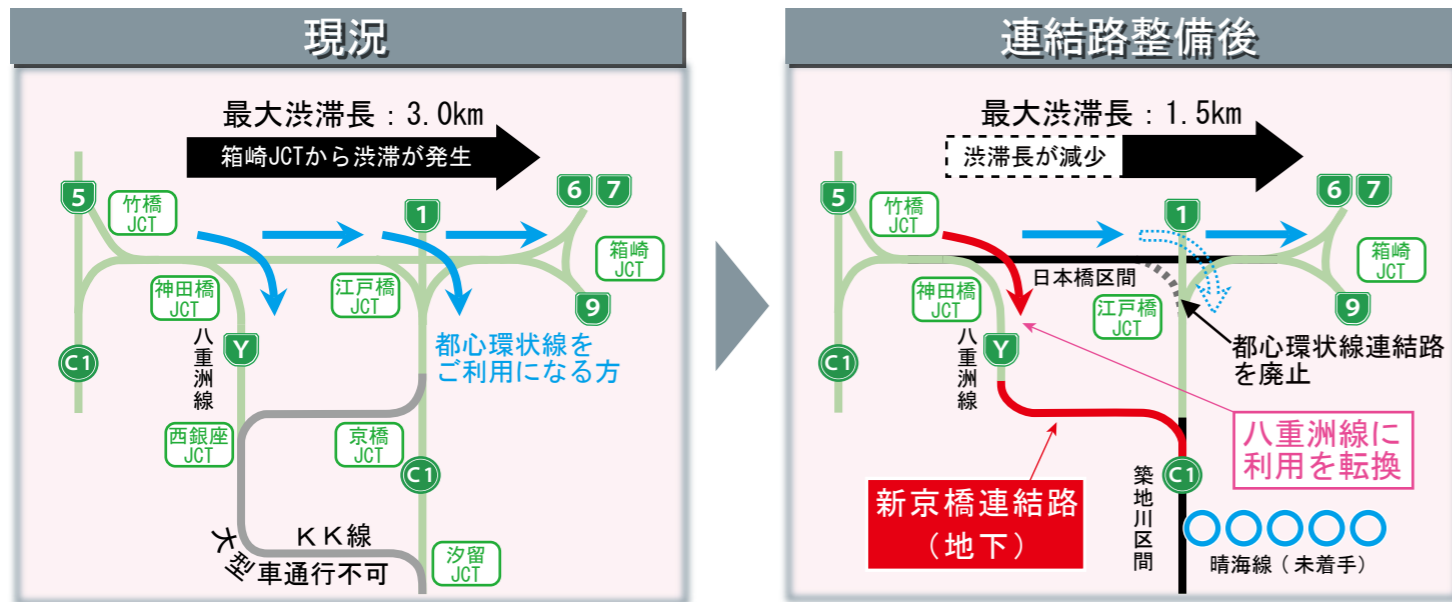 現況
最大渋滞長：3.0km
箱崎JCTから渋滞が発生
5
竹橋
JCT
1
6
7
箱崎
JCT
神田橋
JCT
江戸橋
JCT
9
八重洲線
Y
C1
都心環状線を
ご利用になる方
西銀座
JCT
京橋
JCT
C1
KK線
大型車通行不可
汐留
JCT
連結路整備後
最大渋滞長：1.5km
渋滞長が減少
5
竹橋
JCT
1
6
7
箱崎
JCT
日本橋区間
神田橋
JCT
江戸橋
JCT
9
八重洲線
Y
C1
都心環状線連結路
を廃止
八重洲線に
利用を転換
新京橋連結路
（地下）
C1
築地川区間
晴海線（未着手）